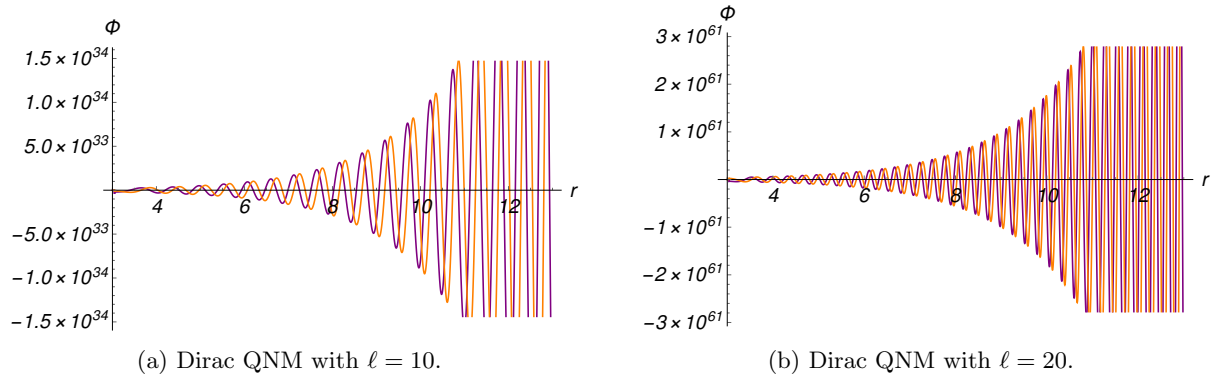 Φ
1.5 × 10^34
1.0 × 10^34
5.0 × 10^33
-5.0 × 10^33
-1.0 × 10^34
-1.5 × 10^34
4 6 8 10 12 r
(a) Dirac QNM with ℓ = 10.
Φ
3 × 10^61
2 × 10^61
1 × 10^61
-1 × 10^61
-2 × 10^61
-3 × 10^61
4 6 8 10 12 r
(b) Dirac QNM with ℓ = 20.